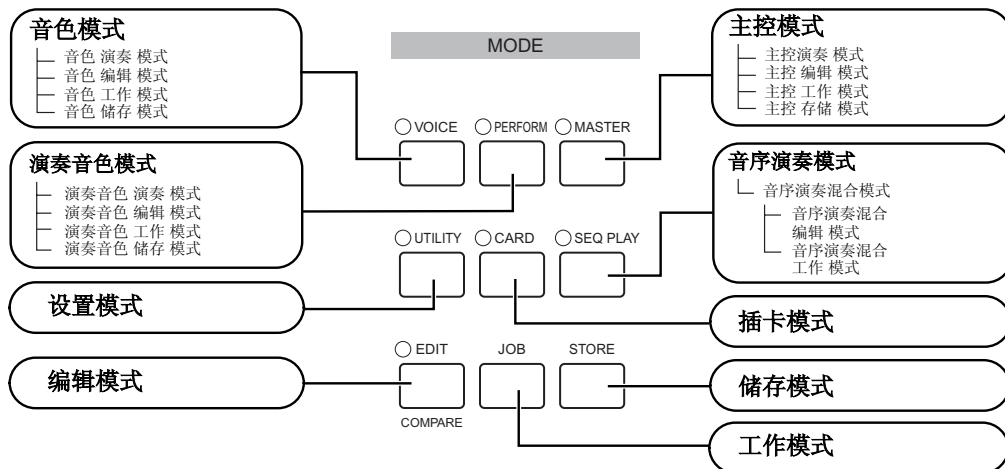 音色模式
音色 演奏 模式
音色 编辑 模式
音色 工作 模式
音色 储存 模式
演奏音色模式
演奏音色 演奏 模式
演奏音色 编辑 模式
演奏音色 工作 模式
演奏音色 储存 模式
设置模式
编辑模式
MODE
VOICE PERFORM MASTER
UTILITY CARD SEQ PLAY
EDIT JOB STORE
COMPARE
主控模式
主控演奏 模式
主控 编辑 模式
主控 工作 模式
主控 存储 模式
音序演奏模式
音序演奏混合模式
音序演奏混合
编辑 模式
音序演奏混合
工作 模式
插卡模式
储存模式
工作模式